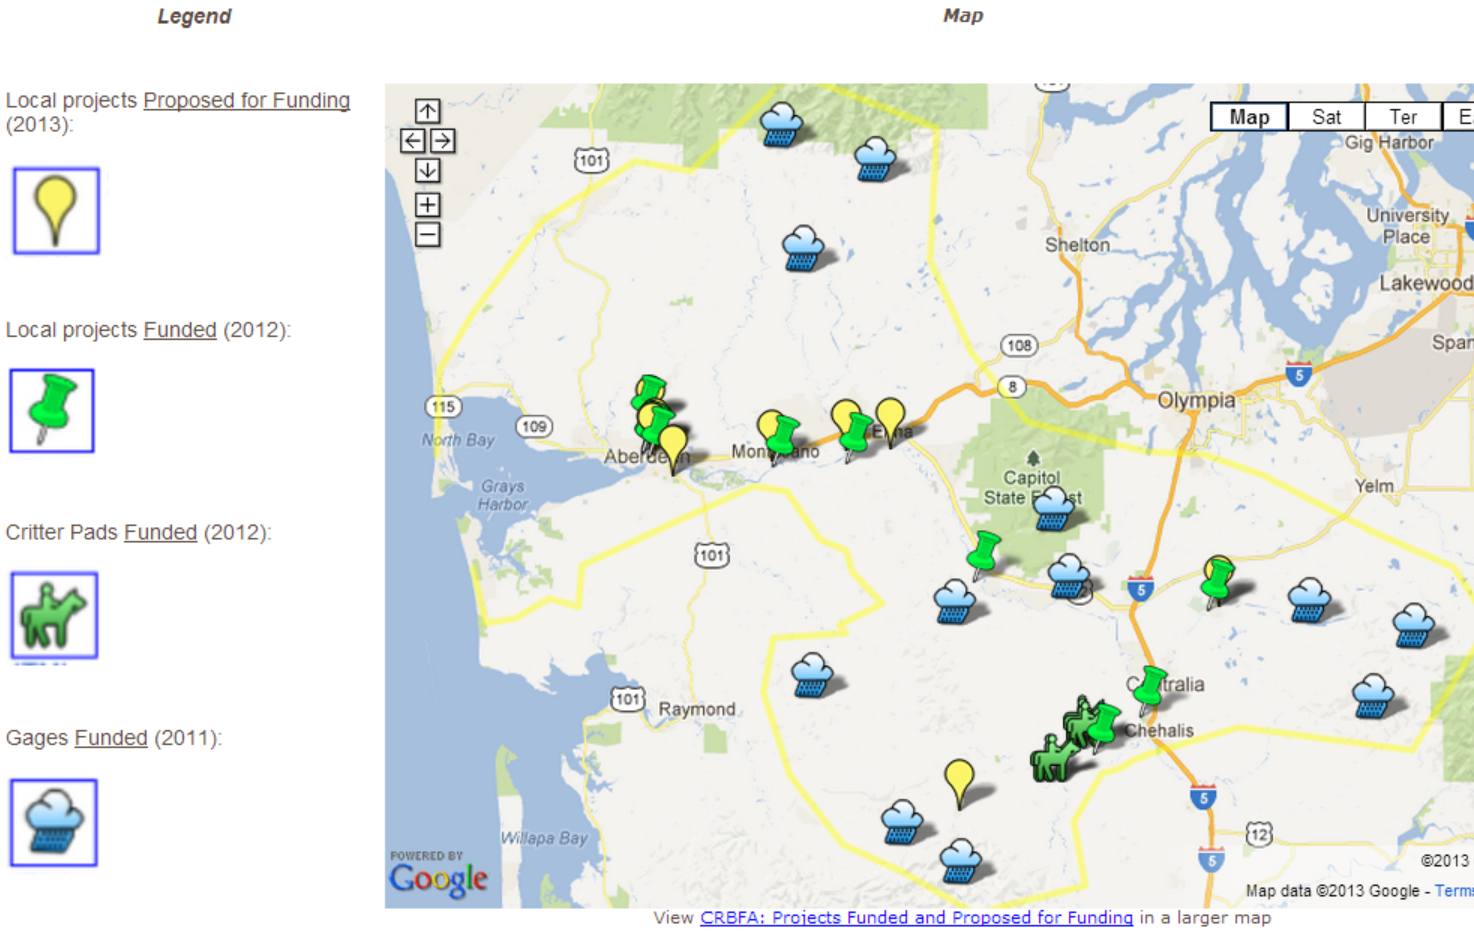 Legend
Map
Local projects Proposed for Funding
(2013):
Local projects Funded (2012):
Critter Pads Funded (2012):
Gages Funded (2011):
Map Sat Ter
101
Gig Harbor
University
Place
Shelton
Lakewood
108
8
5
115
109
Olympia
North Bay
Aberdeen
Grays
Harbor
Capitol
State
Yelm
101
5
101
Raymond
Centralia
Chehalis
5
12
5
Willapa Bay
POWERED BY
Google
©2013
Map data ©2013 Google - Terms
View CRBFA: Projects Funded and Proposed for Funding in a larger map